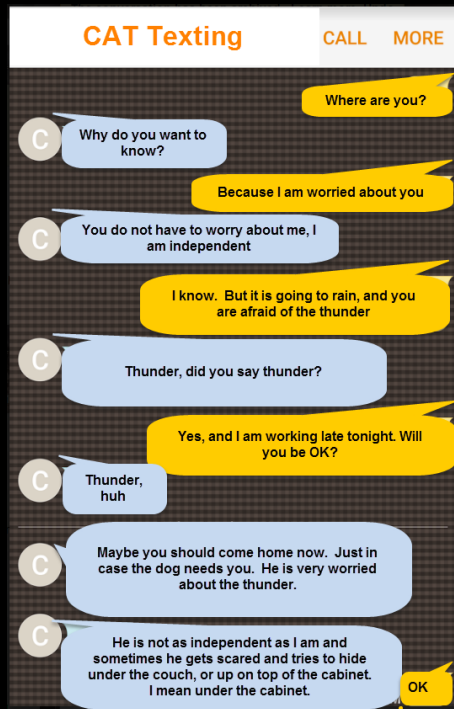 CAT Texting
CALL MORE
Where are you?
C
Why do you want to
know?
Because I am worried about you
C
You do not have to worry about me, I
am independent
I know. But it is going to rain, and you
are afraid of the thunder
C
Thunder, did you say thunder?
Yes, and I am working late tonight. Will
you be OK?
C
Thunder,
huh
C
Maybe you should come home now. Just in
case the dog needs you. He is very worried
about the thunder.
C
He is not as independent as I am and
sometimes he gets scared and tries to hide
under the couch, or up on top of the cabinet.
I mean under the cabinet.
OK